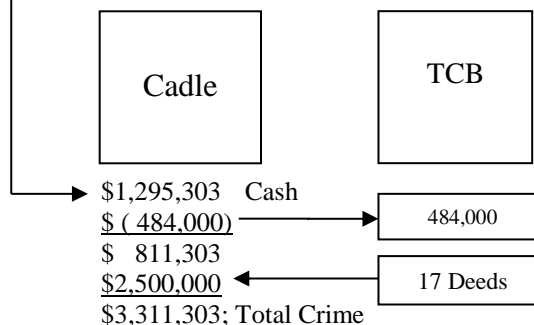 Cadle
TCB
$1,295,303 Cash
$ ( 484,000)
484,000
$ 811,303
$2,500,000
17 Deeds
$3,311,303; Total Crime